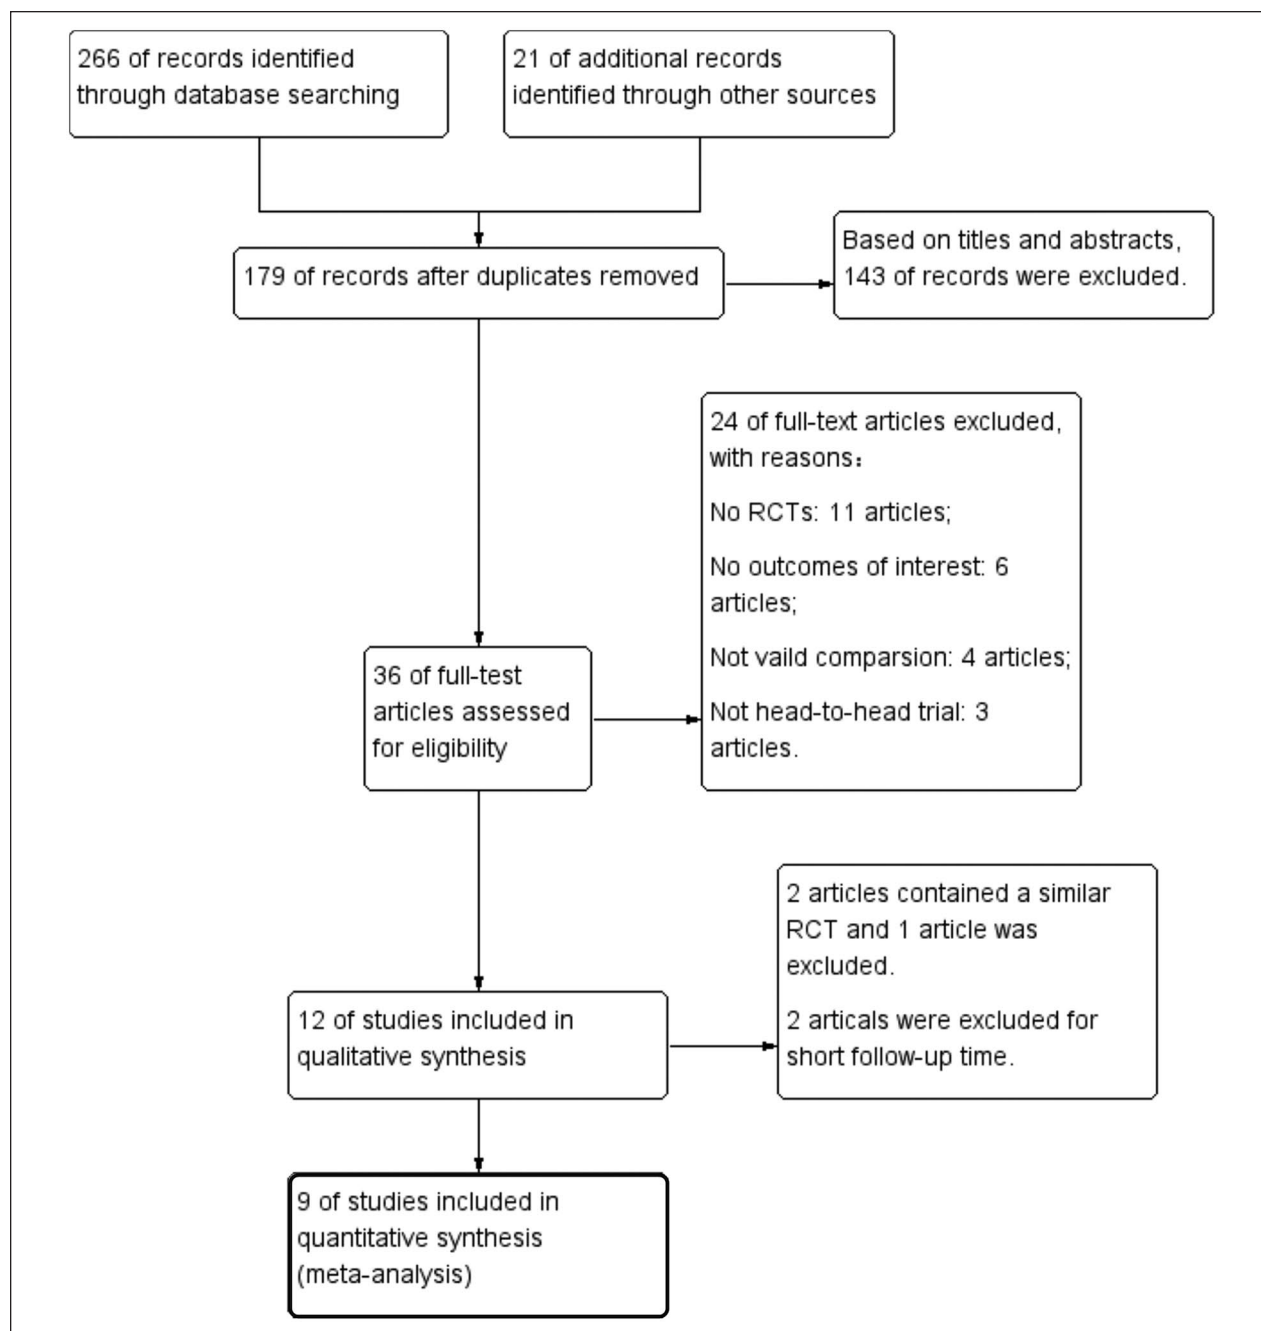 266 of records identified
through database searching
21 of additional records
identified through other sources
179 of records after duplicates removed
Based on titles and abstracts,
143 of records were excluded.
24 of full-text articles excluded,
with reasons：
No RCTs: 11 articles;
No outcomes of interest: 6
articles;
Not vaild comparsion: 4 articles;
Not head-to-head trial: 3
articles.
36 of full-test
articles assessed
for eligibility
2 articles contained a similar
RCT and 1 article was
excluded.
2 articals were excluded for
short follow-up time.
12 of studies included in
qualitative synthesis
9 of studies included in
quantitative synthesis
(meta-analysis)